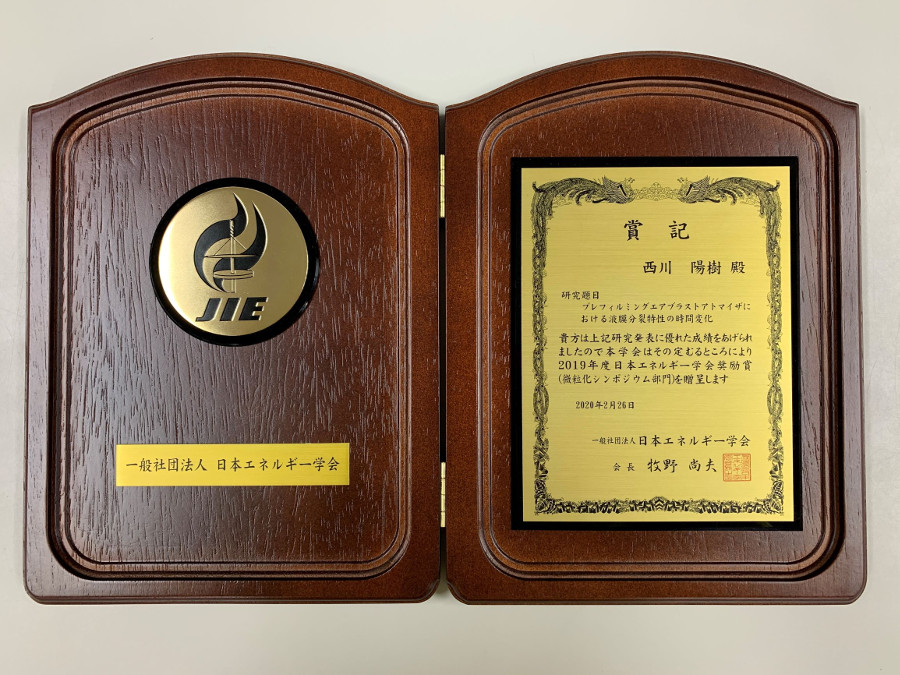 JIE
一般社団法人 日本エネルギー学会
賞 記
西川 陽樹 殿
研究題目
プレフィルミングエアブラストアトマイザに
おける液膜分裂特性の時間変化
貴方は上記研究発表に優れた成績をあげられ
ましたので本学会はその定むるところにより
2019年度日本エネルギー学会奨励賞
(微粒化シンポジウム部門)を贈呈します
2020年2月26日
一般社団法人日本エネルギー学会
会 長 牧野 尚夫